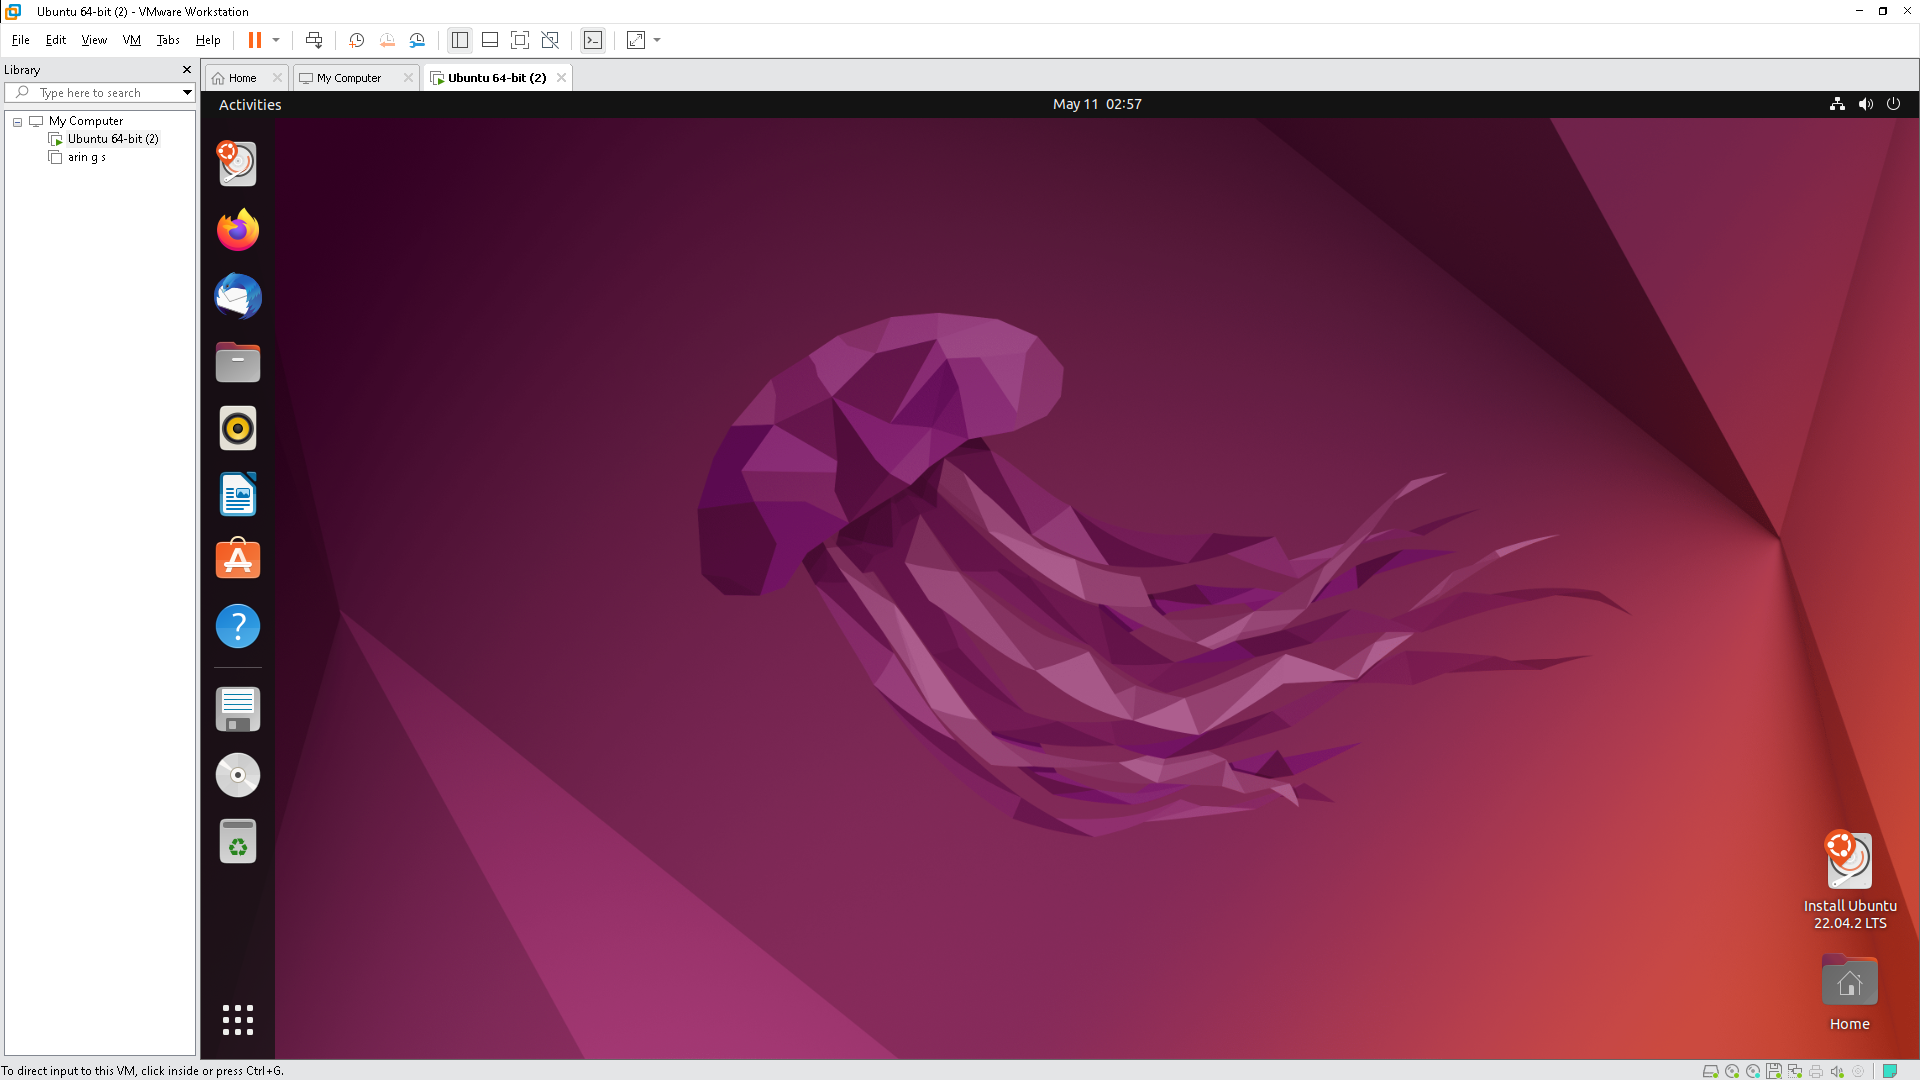 Ubuntu 64-bit (2) - VMware Workstation
File Edit View VM Tabs Help
Library
Type here to search
My Computer
Ubuntu 64-bit (2)
arin g s
Home
My Computer
Ubuntu 64-bit (2)
Activities
May 11 02:57
Install Ubuntu
22.04.2 LTS
Home
To direct input to this VM, click inside or press Ctrl+G.